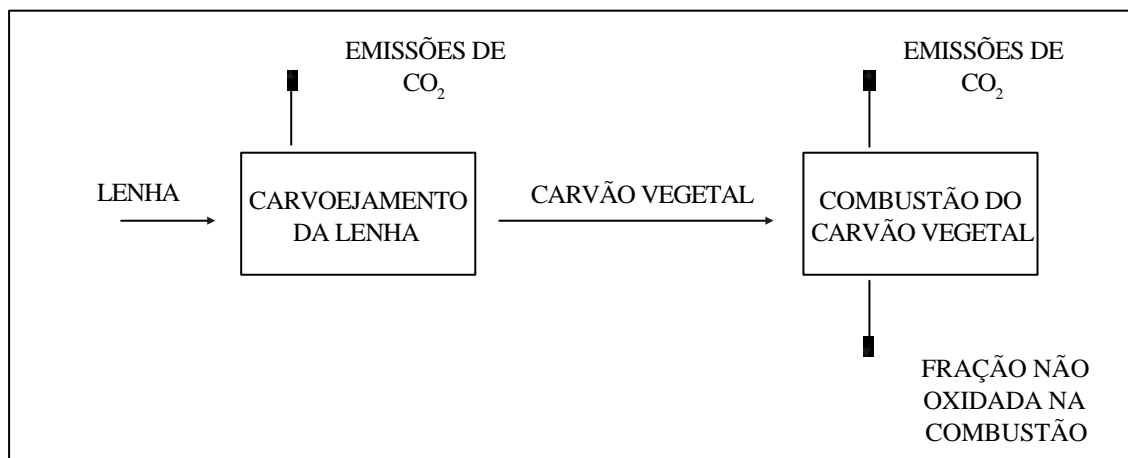 EMISSÕES DE
CO₂
EMISSÕES DE
CO₂
LENHA
CARVOEJAMENTO
DA LENHA
CARVÃO VEGETAL
COMBUSTÃO DO
CARVÃO VEGETAL
FRAÇÃO NÃO
OXIDADA NA
COMBUSTÃO